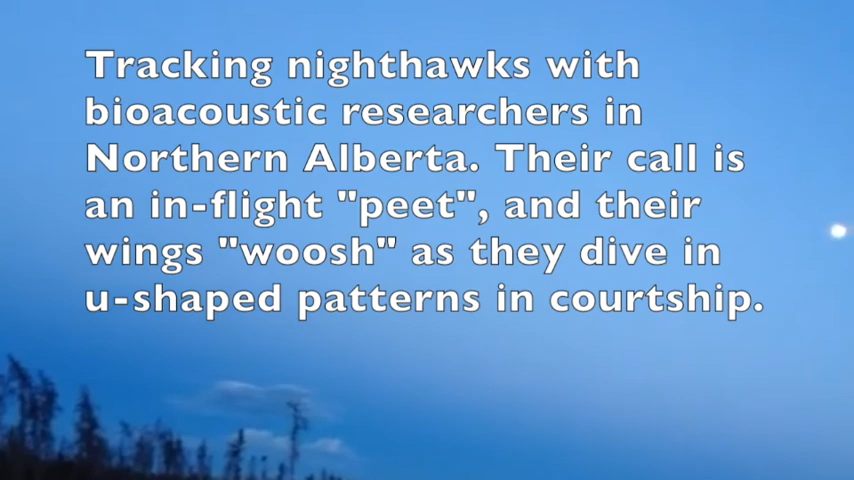 Tracking nighthawks with
bioacoustic researchers in
Northern Alberta. Their call is
an in-flight "peet", and their
wings "woosh" as they dive in
u-shaped patterns in courtship.